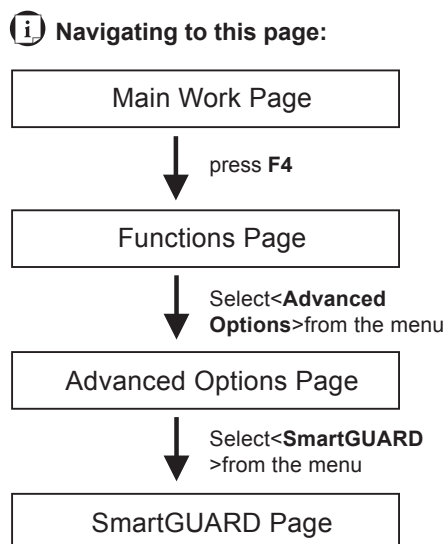 i Navigating to this page:
Main Work Page
press F4
Functions Page
Select<Advanced
Options>from the menu
Advanced Options Page
Select<SmartGUARD
>from the menu
SmartGUARD Page